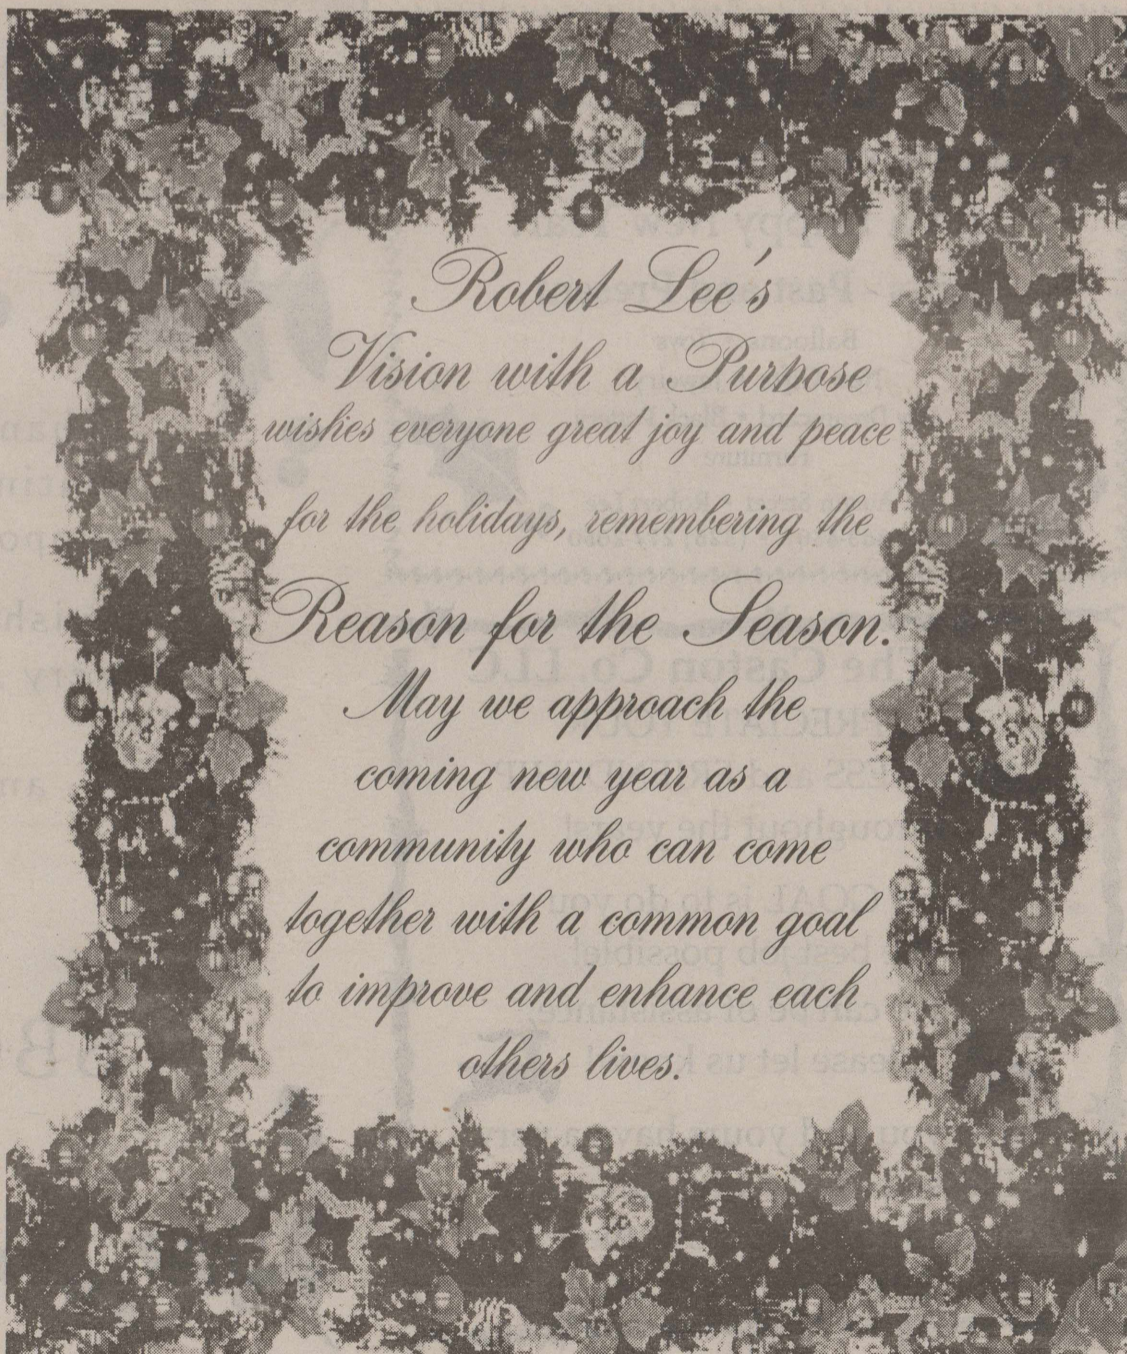 Robert Lee's
Vision with a Purpose
wishes everyone great joy and peace
for the holidays, remembering the
Reason for the Season.
May we approach the
coming new year as a
community who can come
together with a common goal
to improve and enhance each
others lives.